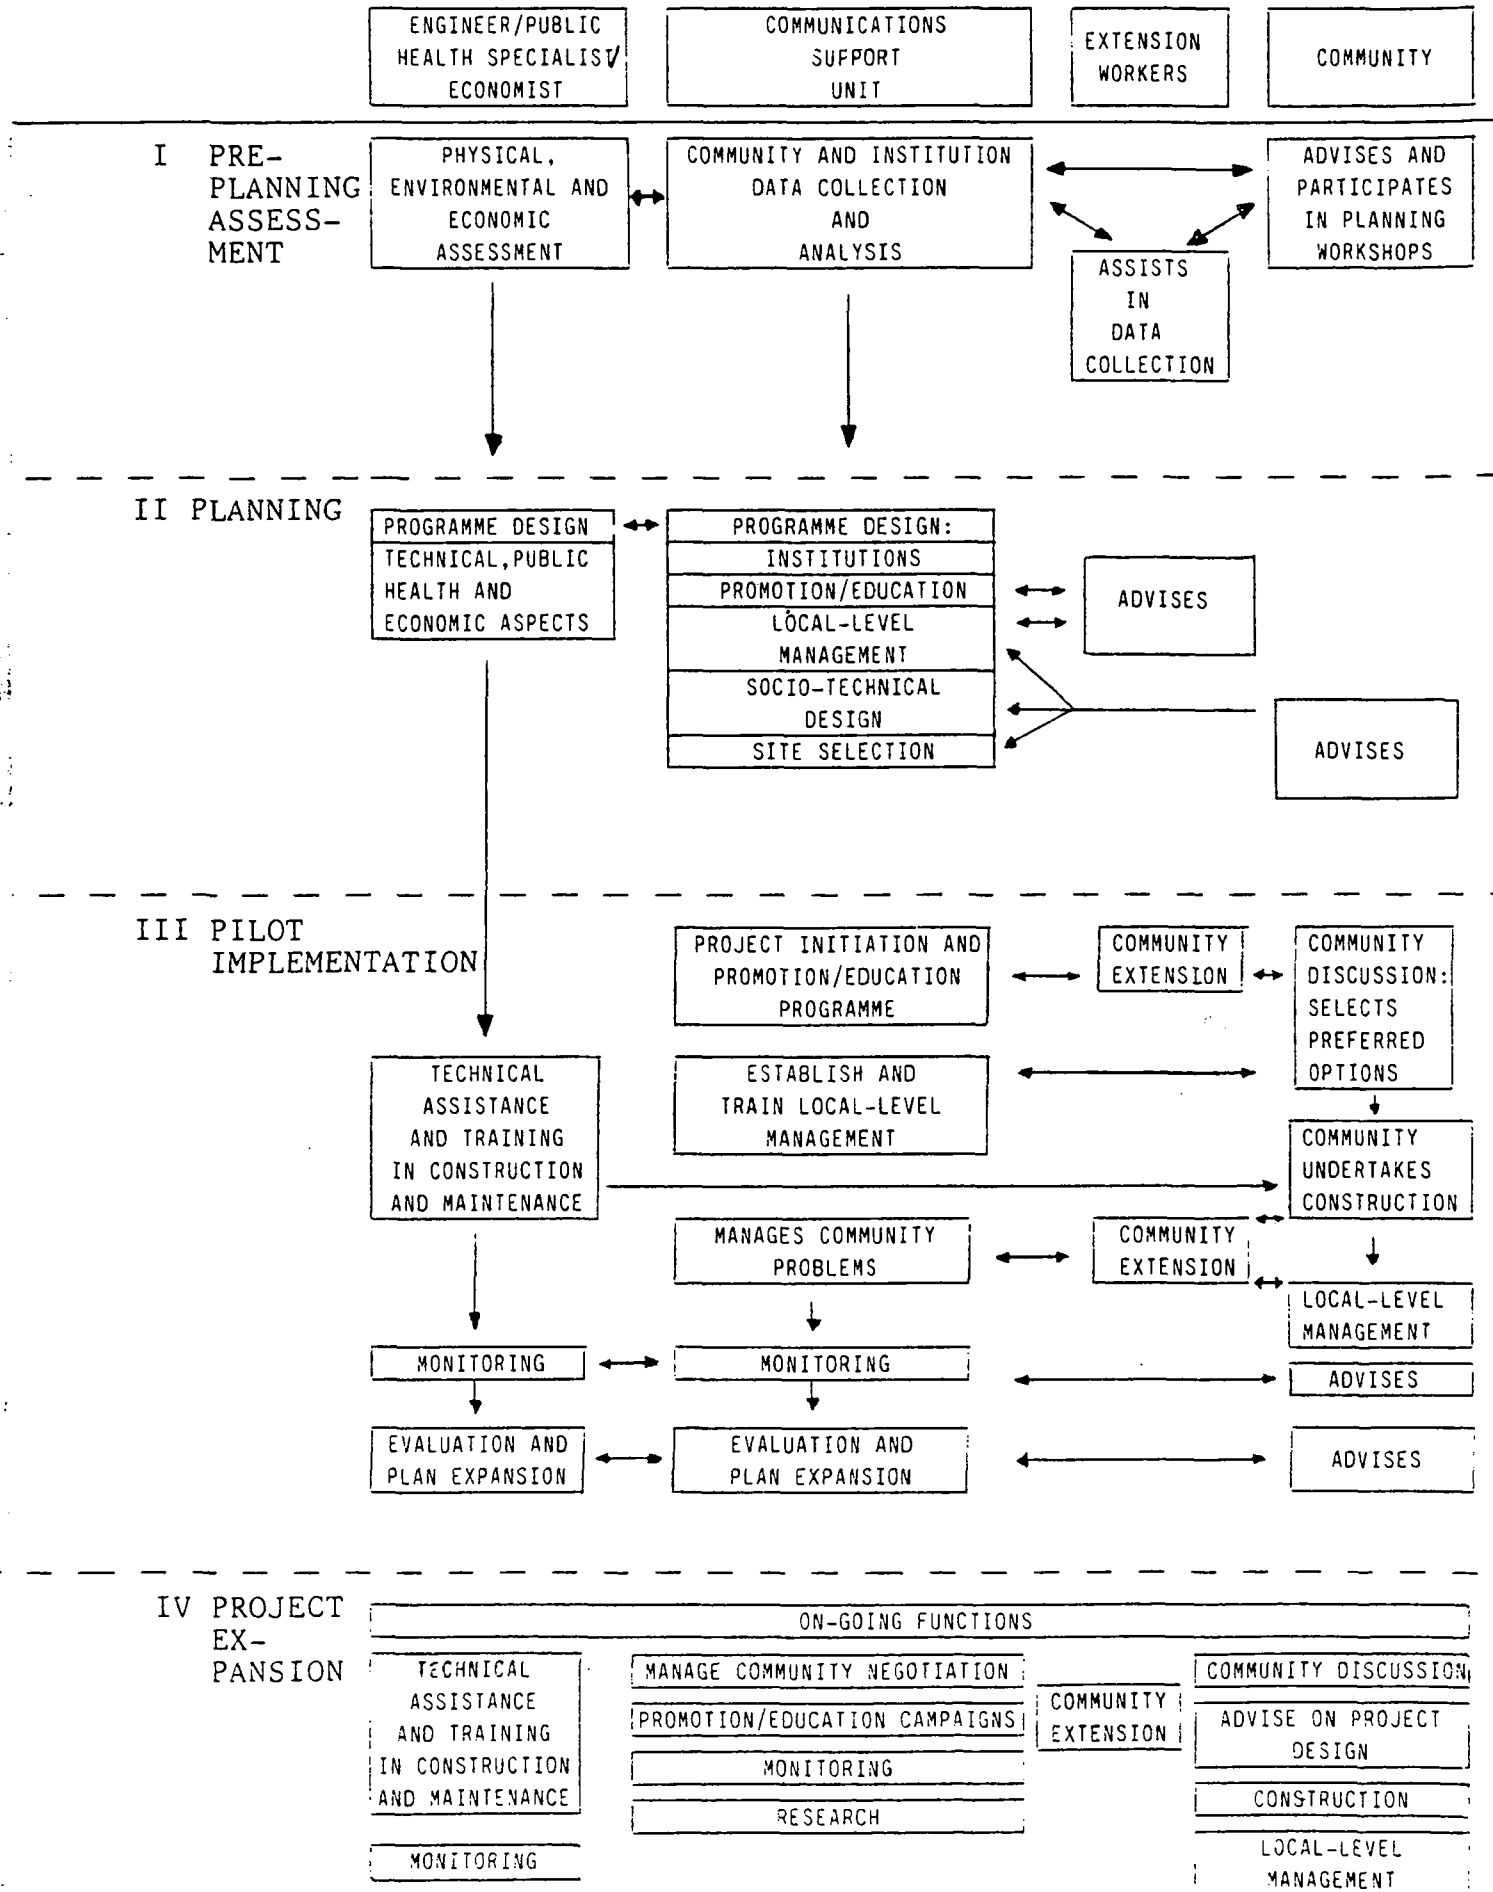 ENGINEER/PUBLIC
HEALTH SPECIALIST/
ECONOMIST
COMMUNICATIONS
SUPPORT
UNIT
EXTENSION
WORKERS
COMMUNITY
I PRE-
PLANNING
ASSESS-
MENT
PHYSICAL,
ENVIRONMENTAL AND
ECONOMIC
ASSESSMENT
COMMUNITY AND INSTITUTION
DATA COLLECTION
AND
ANALYSIS
ASSISTS
IN
DATA
COLLECTION
ADVISES AND
PARTICIPATES
IN PLANNING
WORKSHOPS
II PLANNING
PROGRAMME DESIGN
TECHNICAL, PUBLIC
HEALTH AND
ECONOMIC ASPECTS
PROGRAMME DESIGN:
INSTITUTIONS
PROMOTION/EDUCATION
LOCAL-LEVEL
MANAGEMENT
SOCIO-TECHNICAL
DESIGN
SITE SELECTION
ADVISES
ADVISES
III PILOT
IMPLEMENTATION
PROJECT INITIATION AND
PROMOTION/EDUCATION
PROGRAMME
COMMUNITY
EXTENSION
COMMUNITY
DISCUSSION:
SELECTS
PREFERRED
OPTIONS
TECHNICAL
ASSISTANCE
AND TRAINING
IN CONSTRUCTION
AND MAINTENANCE
ESTABLISH AND
TRAIN LOCAL-LEVEL
MANAGEMENT
COMMUNITY
UNDERTAKES
CONSTRUCTION
MANAGES COMMUNITY
PROBLEMS
COMMUNITY
EXTENSION
LOCAL-LEVEL
MANAGEMENT
MONITORING
MONITORING
ADVISES
EVALUATION AND
PLAN EXPANSION
EVALUATION AND
PLAN EXPANSION
ADVISES
IV PROJECT
EX-
PANSION
ON-GOING FUNCTIONS
TECHNICAL
ASSISTANCE
AND TRAINING
IN CONSTRUCTION
AND MAINTENANCE
MONITORING
MANAGE COMMUNITY NEGOTIATION
PROMOTION/EDUCATION CAMPAIGNS
MONITORING
RESEARCH
COMMUNITY
EXTENSION
COMMUNITY DISCUSSION
ADVISE ON PROJECT
DESIGN
CONSTRUCTION
LOCAL-LEVEL
MANAGEMENT